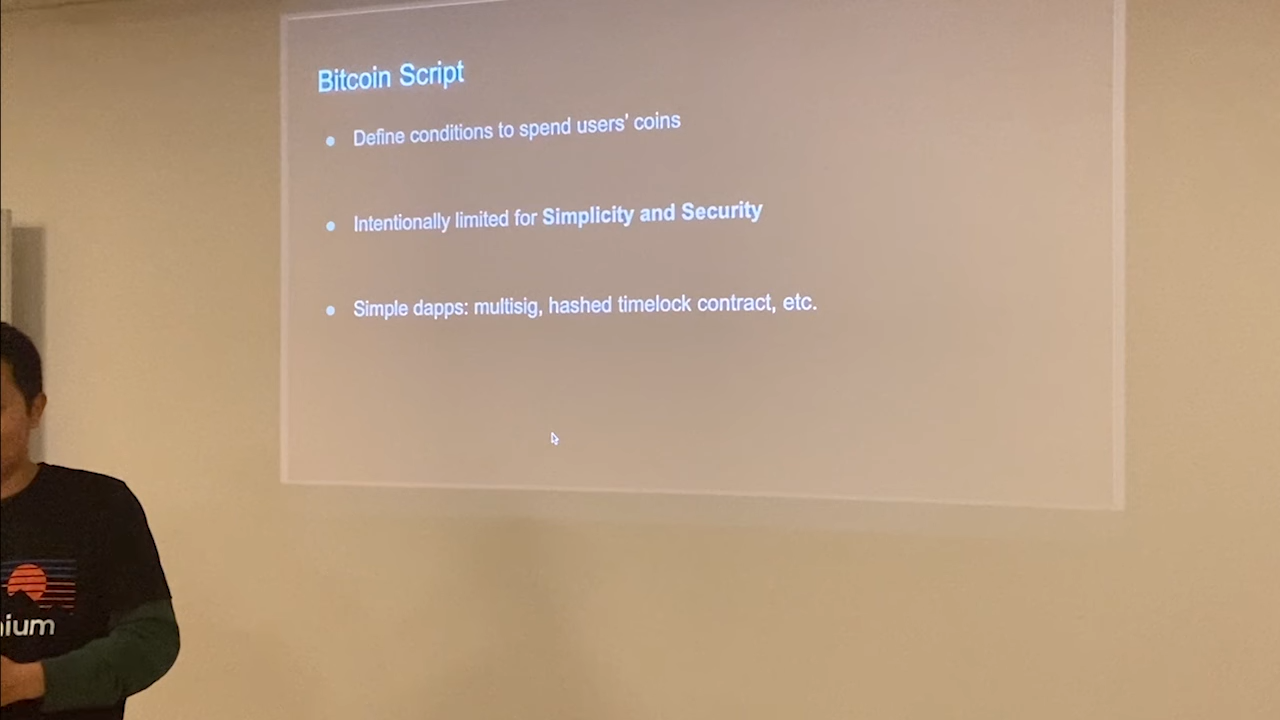 Bitcoin Script
● Define conditions to spend users’ coins
● Intentionally limited for Simplicity and Security
● Simple dapps: multisig, hashed timelock contract, etc.